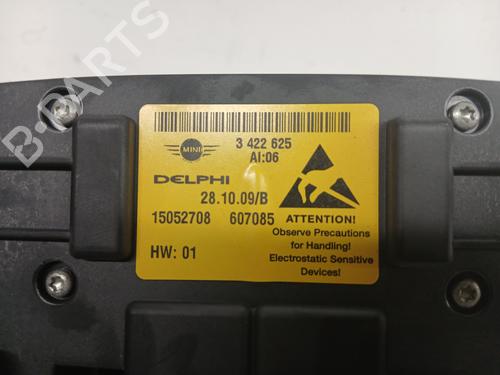 B-PARTS
MINI
3 422 625
AI:06
DELPHI
28.10.09/B
15052708 607085
HW: 01
ATTENTION!
Observe Precautions
for Handling!
Electrostatic Sensitive
Devices!